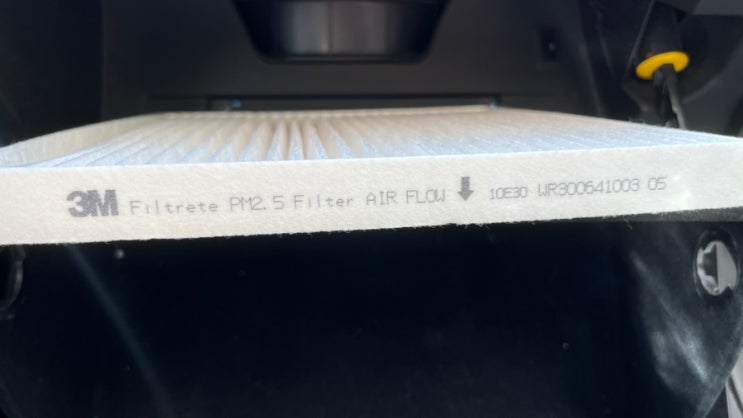 3M Filtrete PM2.5 Filter AIR FLOW ↓ 10E30 WR300641003 05